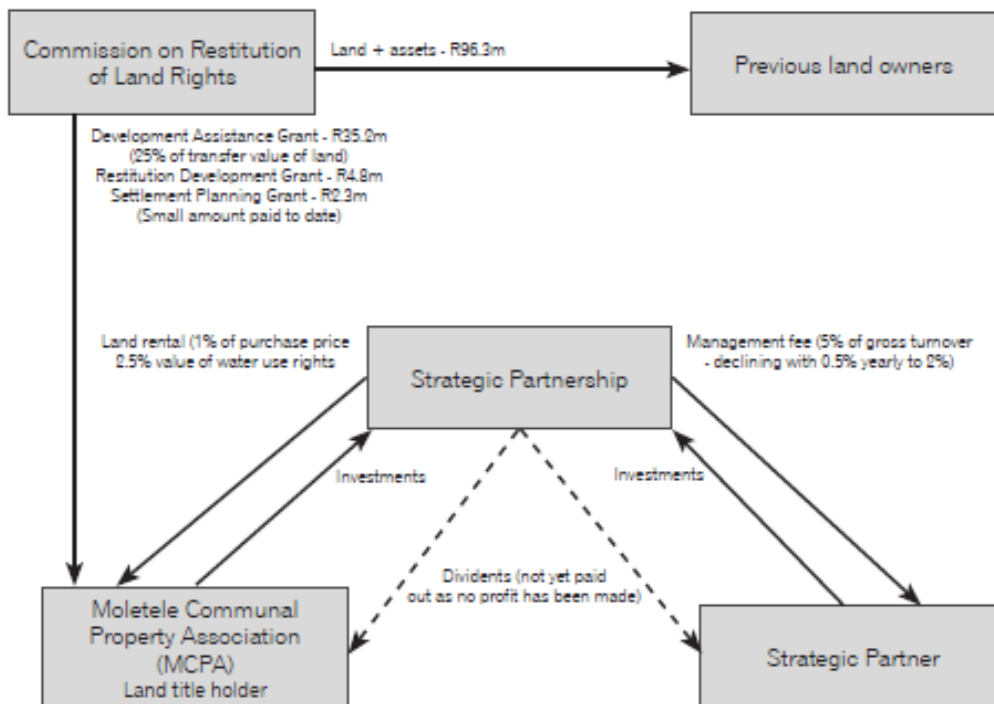 Commission on Restitution
of Land Rights
Land + assets - R96.3m
Previous land owners
Development Assistance Grant - R35.2m
(25% of transfer value of land)
Restitution Development Grant - R4.8m
Settlement Planning Grant - R2.3m
(Small amount paid to date)
Land rental (1% of purchase price
2.5% value of water use rights
Strategic Partnership
Management fee (5% of gross turnover
- declining with 0.5% yearly to 2%)
Investments
Investments
Dividents (not yet paid
out as no profit has been made)
Moletele Communal
Property Association
(MCPA)
Land title holder
Strategic Partner